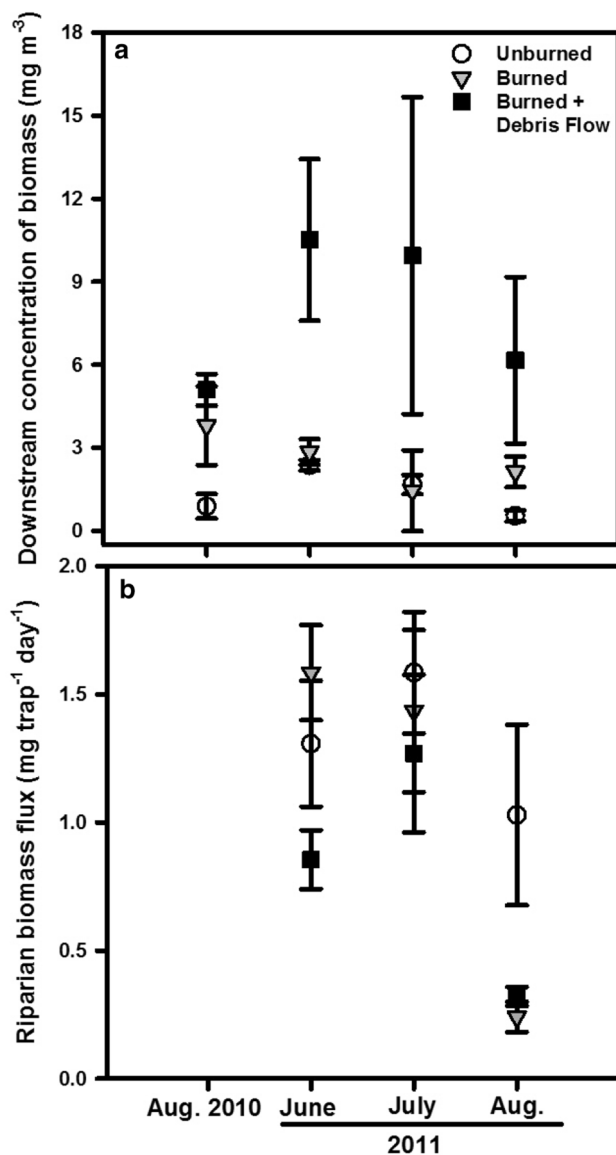 a
Unburned
Burned
Burned +
Debris Flow
Downstream concentration of biomass (mg m⁻³)
18
15
12
9
6
3
0
b
Riparian biomass flux (mg trap⁻¹ day⁻¹)
2.0
1.5
1.0
0.5
0.0
Aug. 2010 June July Aug.
2011